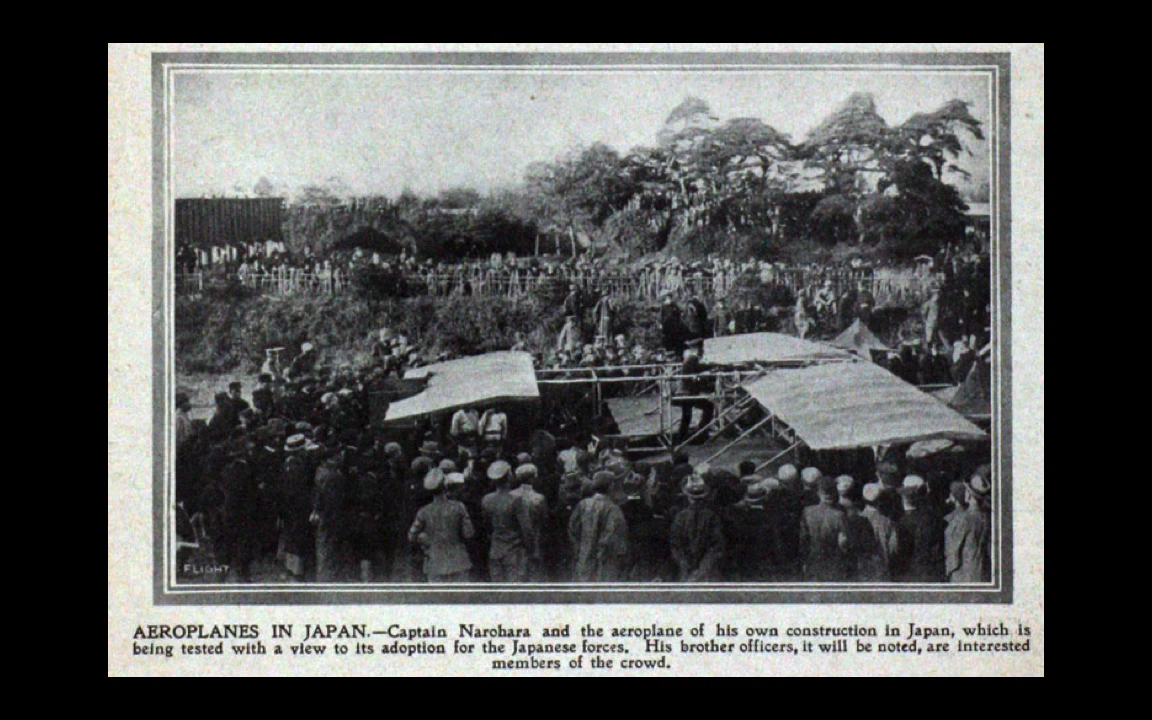 FLIGHT
AEROPLANES IN JAPAN.—Captain Narohara and the aeroplane of his own construction in Japan, which is
being tested with a view to its adoption for the Japanese forces. His brother officers, it will be noted, are interested
members of the crowd.